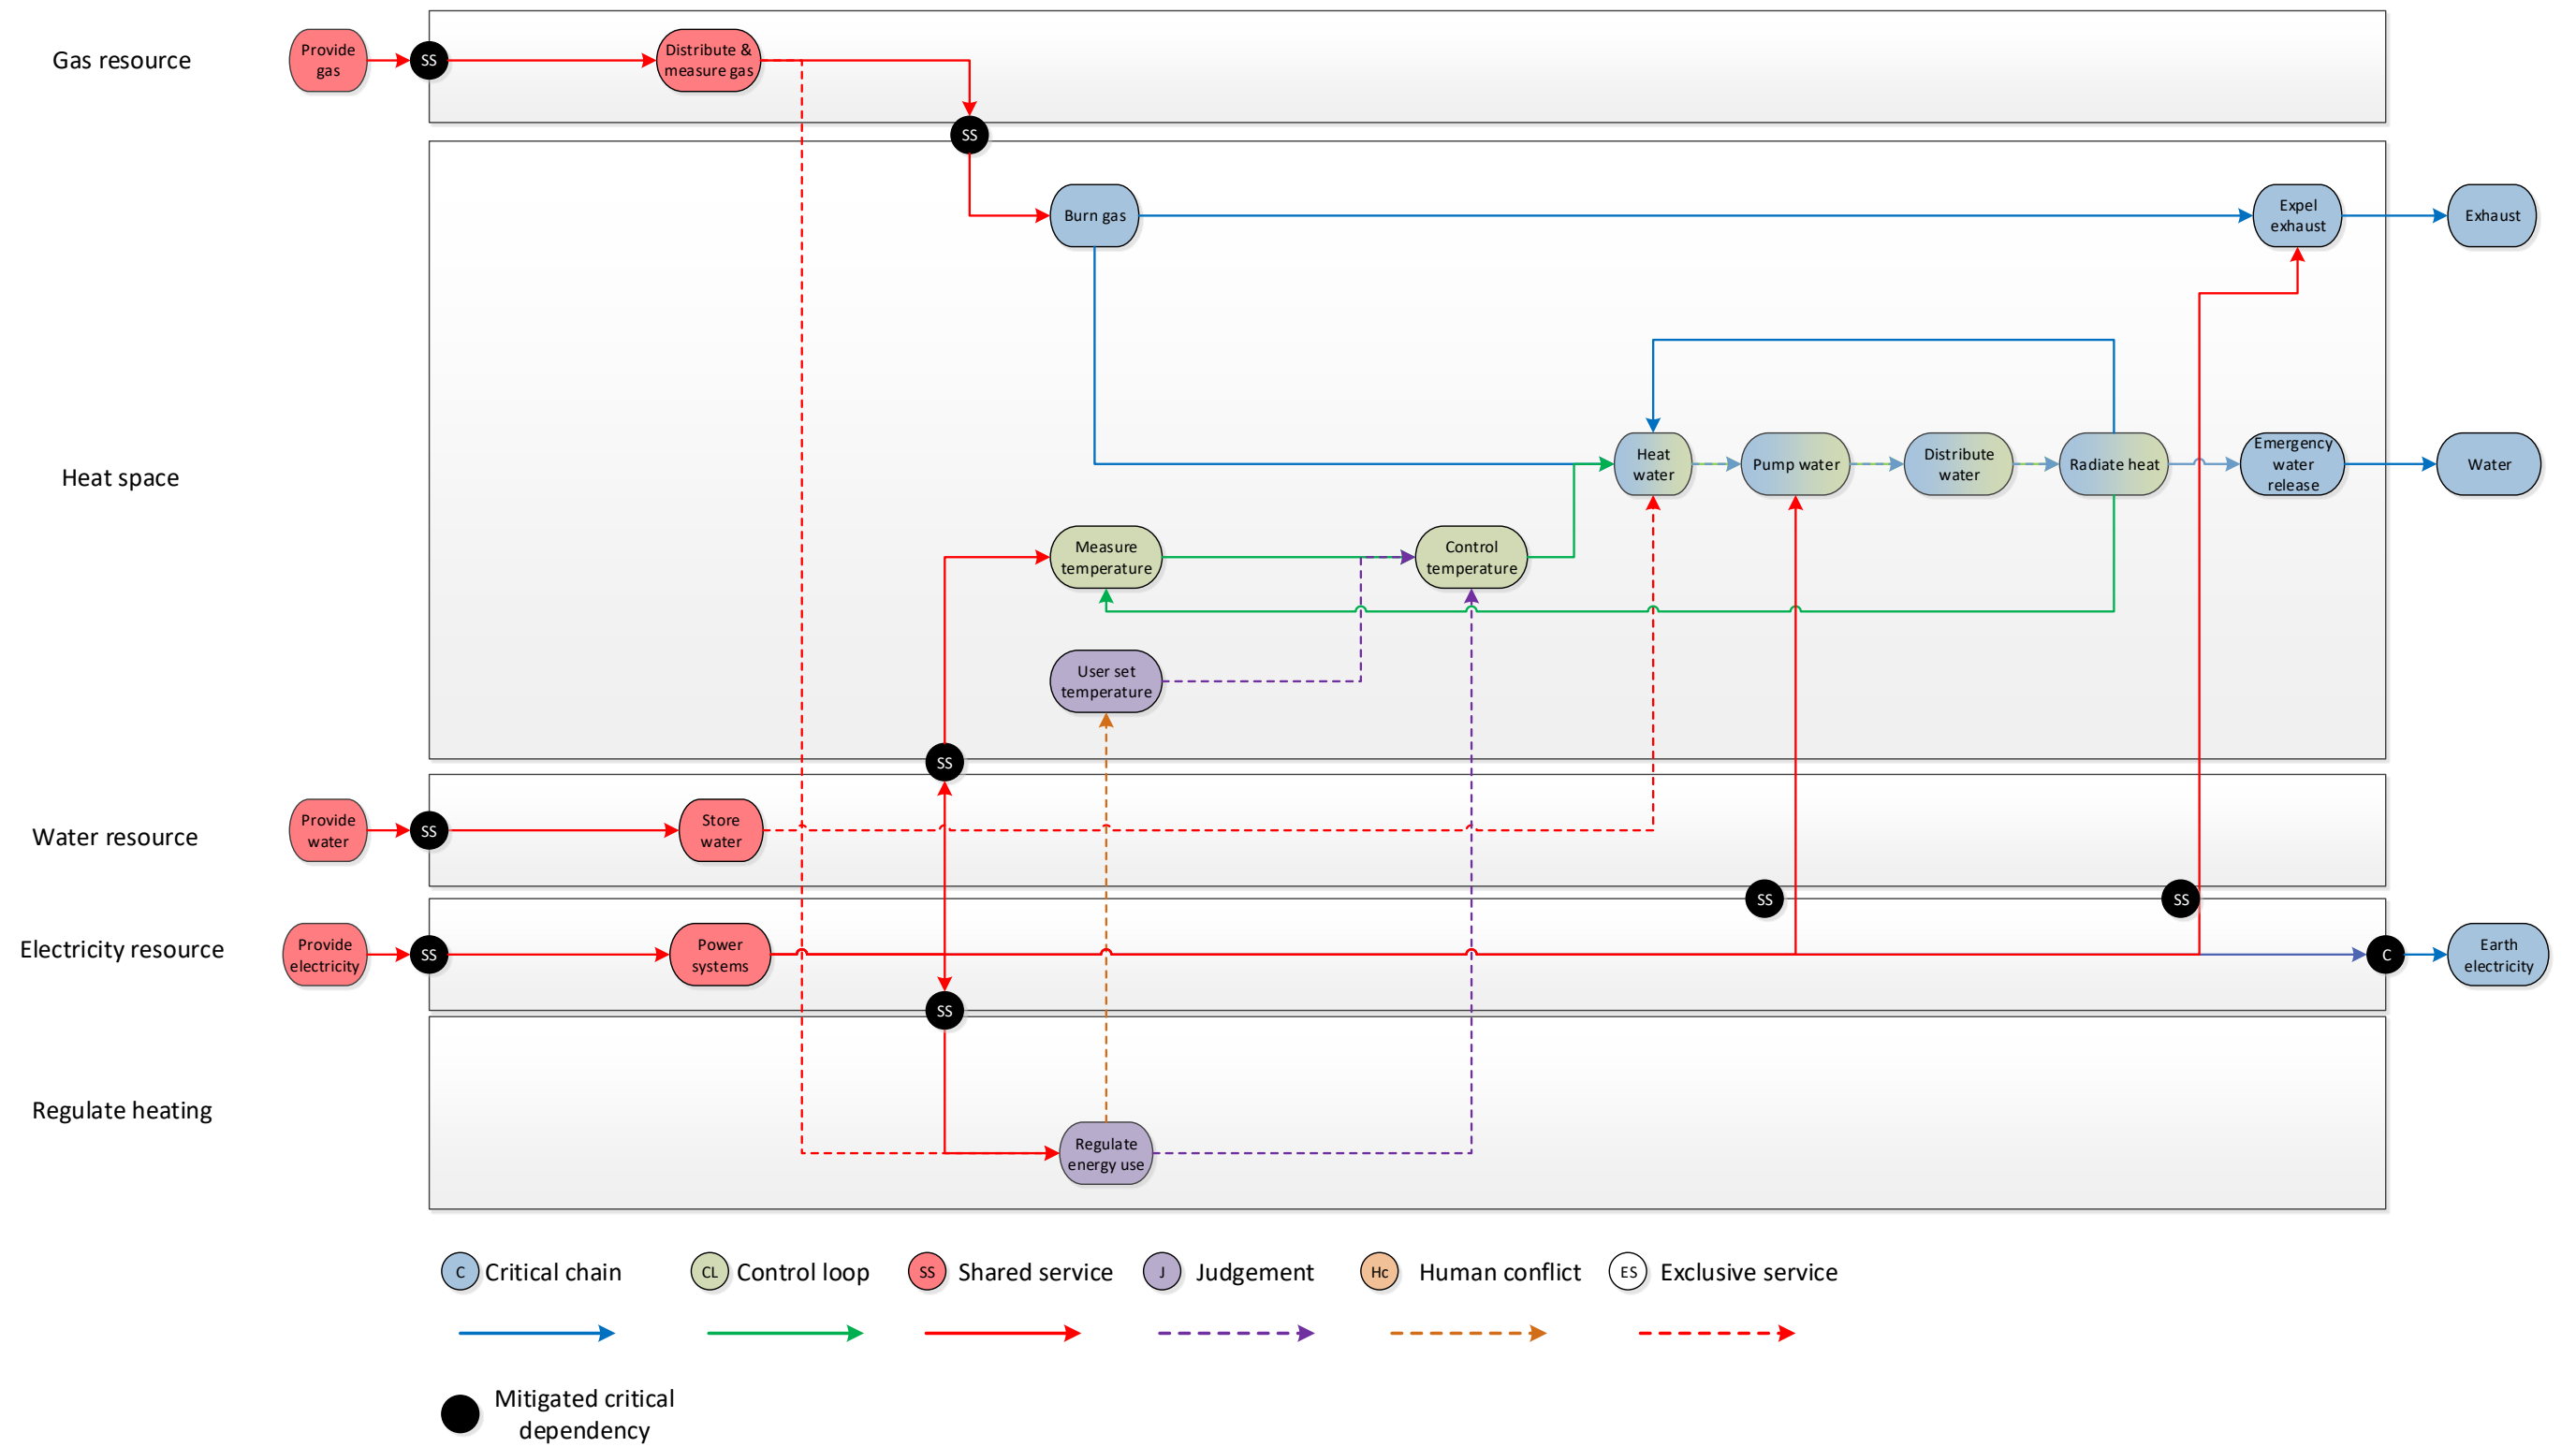 Gas resource
Provide
gas
SS
Distribute &
measure gas
SS
Heat space
Burn gas
Expel
exhaust
Exhaust
Heat
water
Pump water
Distribute
water
Radiate heat
Emergency
water
release
Water
Measure
temperature
Control
temperature
User set
temperature
SS
Water resource
Provide
water
SS
Store
water
SS
SS
Electricity resource
Provide
electricity
SS
Power
systems
C
Earth
electricity
SS
Regulate heating
Regulate
energy use
C Critical chain
CL Control loop
SS Shared service
J Judgement
Hc Human conflict
ES Exclusive service
Mitigated critical
dependency